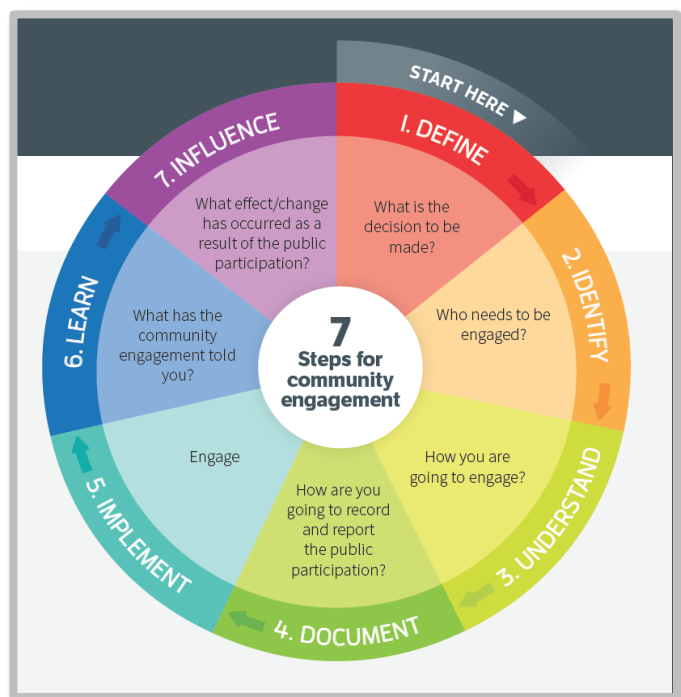 START HERE ▼
1. DEFINE
What is the
decision to be
made?
2. IDENTIFY
Who needs to be
engaged?
3. UNDERSTAND
How you are
going to engage?
4. DOCUMENT
How are you
going to record
and report
the public
participation?
5. IMPLEMENT
Engage
6. LEARN
What has the
community
engagement told
you?
7. INFLUENCE
What effect/change
has occurred as a
result of the public
participation?
7
Steps for
community
engagement